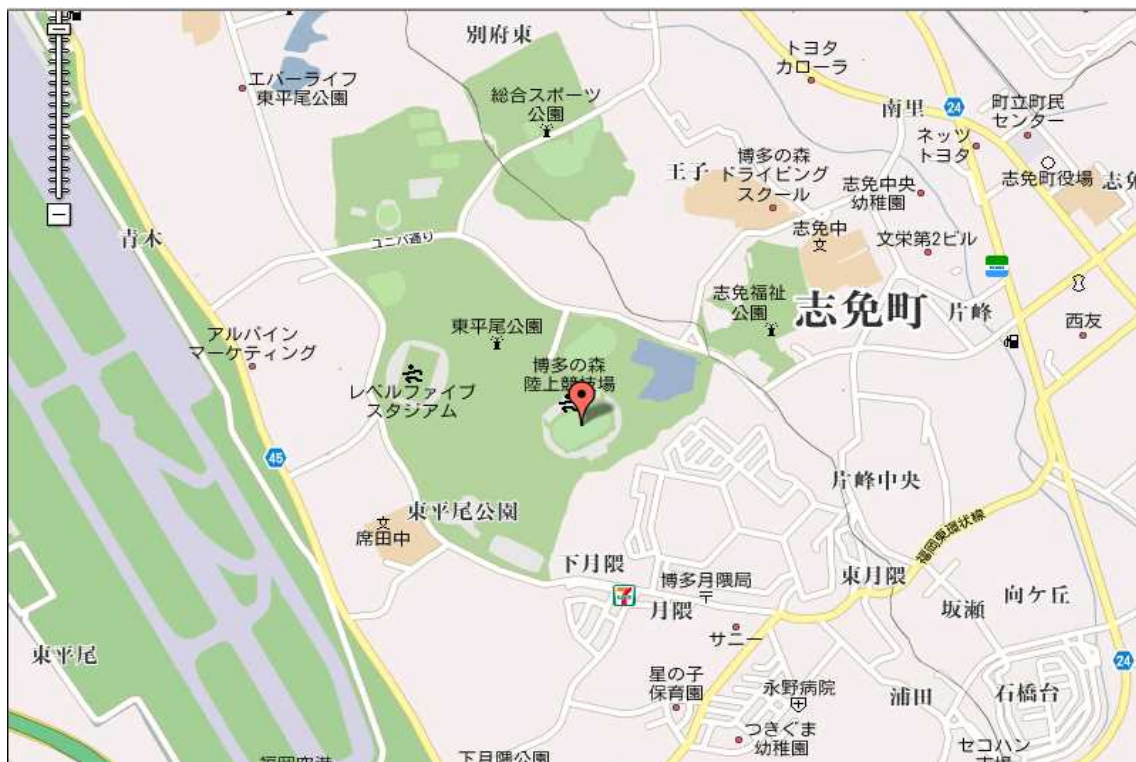 別府東
トヨタ
カローラ
エバーライフ
東平尾公園
総合スポーツ
公園
南里
24
町立町民
センター
ネッツ
トヨタ
王子
博多の森
ドライビング
スクール
志免中央
幼稚園
志免町役場
志免
青木
ユニバ通り
志免中
文
文栄第2ビル
志免福祉
公園
志免町
片峰
西友
東平尾公園
アルパイン
マーケティング
博多の森
陸上競技場
レベルファイブ
スタジアム
45
片峰中央
東平尾公園
文
席田中
福岡東環状線
下月隈
博多月隈局
〒
東月隈
7
月隈
向ケ丘
坂瀬
サニー
東平尾
24
星の子
保育園
永野病院
浦田
石橋台
つきぐま
幼稚園
セコハン
市場
下月隈公園
福岡空港